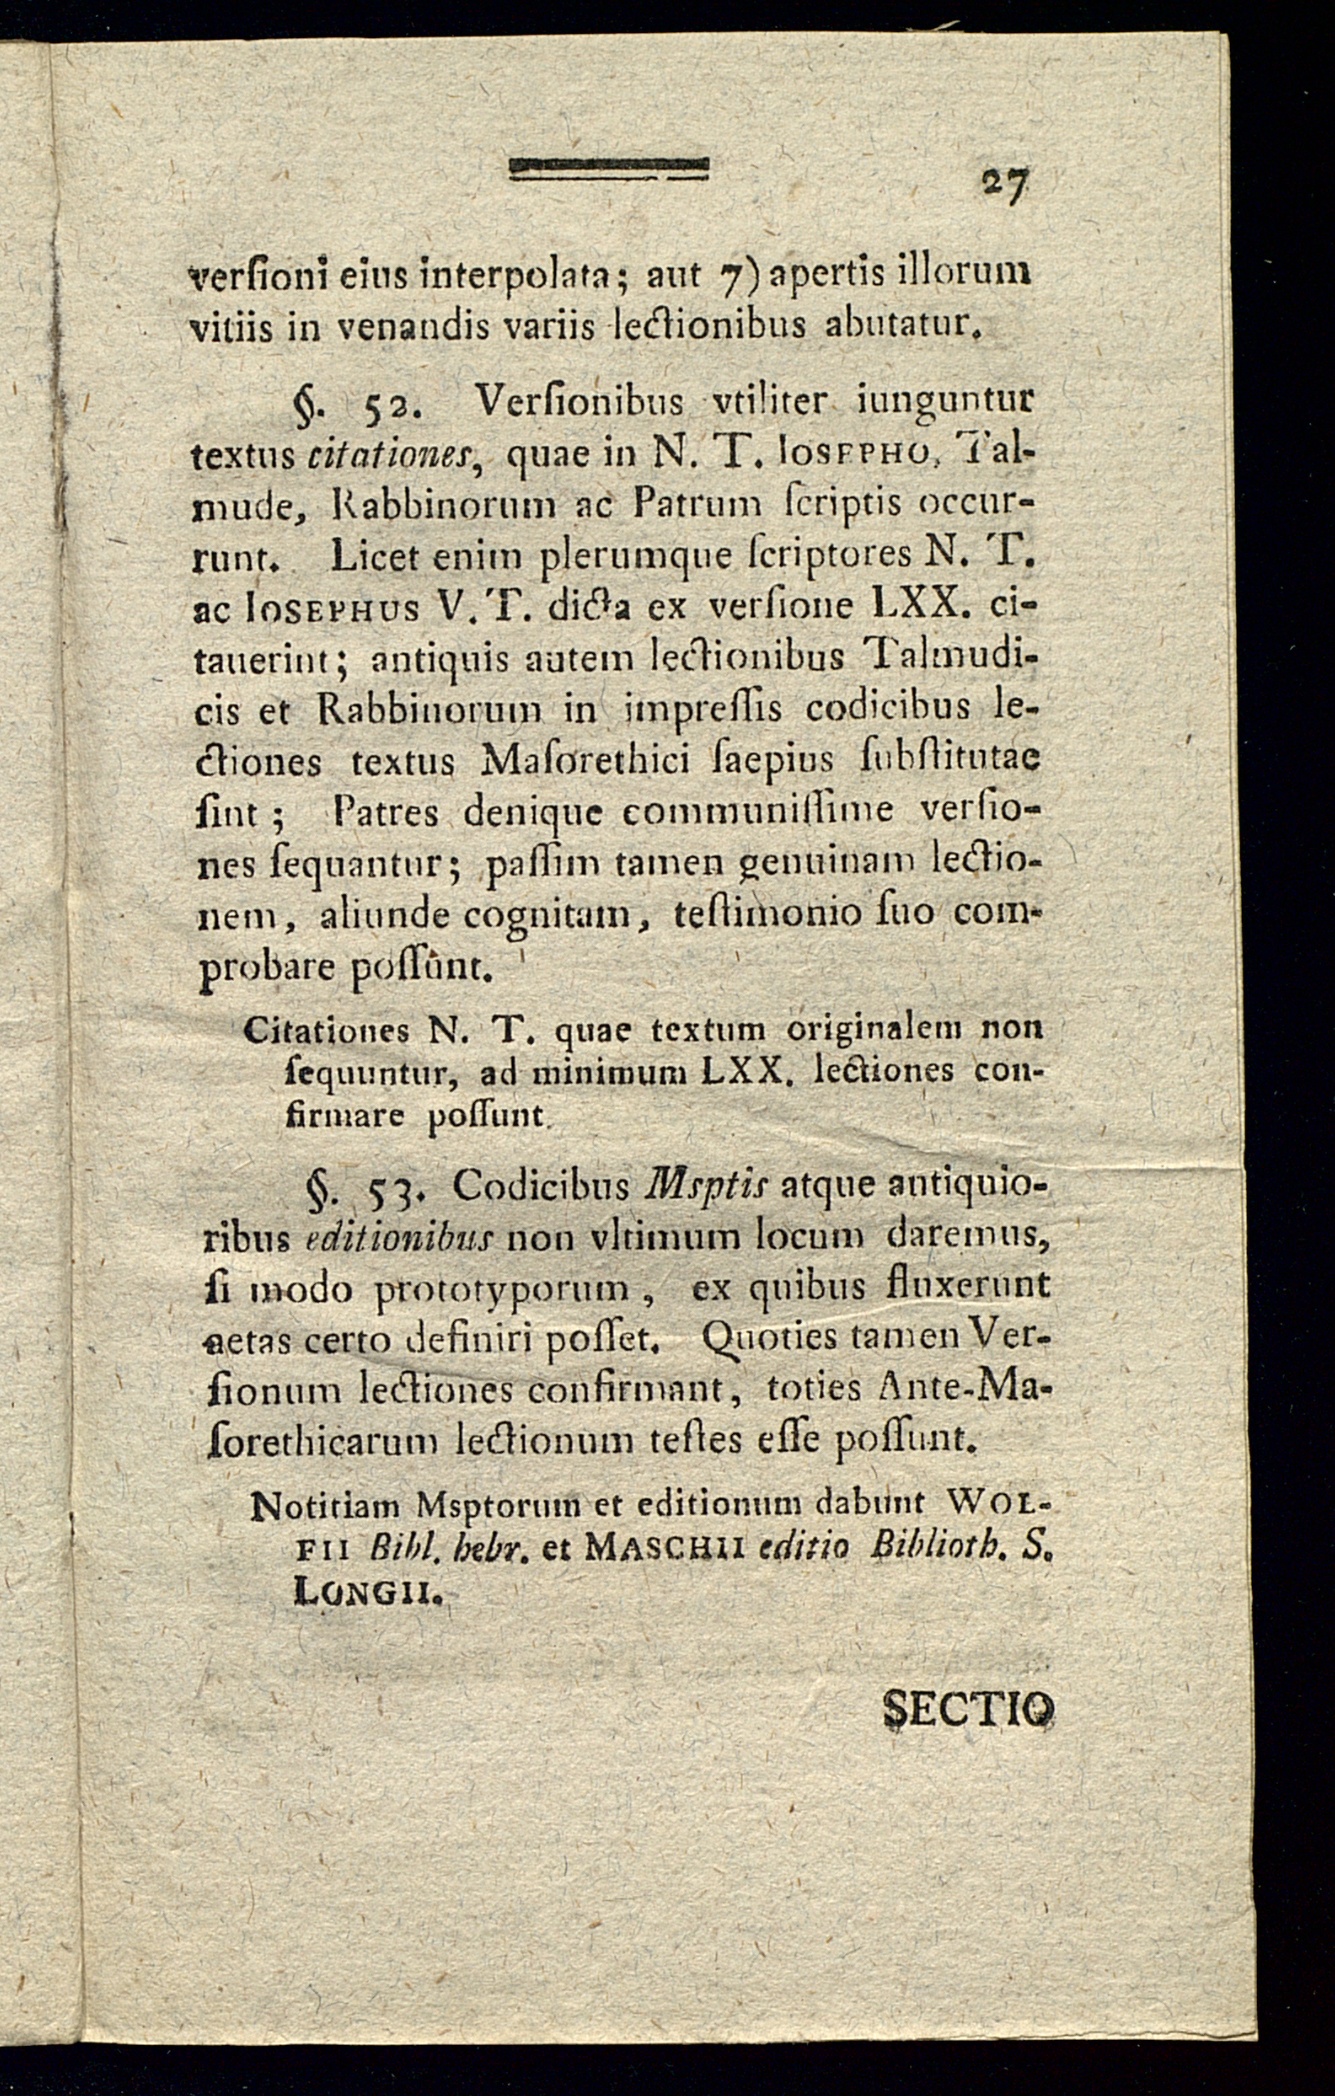 27
verſioni eius interpolata; aut 7) apertis illorum
vitiis in venandis variis lectionibus abutatur.
§. 52. Verſionibus vtiliter iunguntur
textus citationes, quae in N. T. IOSEPHO, Tal-
mude, Rabbinorum ac Patrum ſcriptis occur-
runt. Licet enim plerumque ſcriptores N. T.
ac IOSEPHUS V. T. dicta ex verſione LXX. ci-
tauerint; antiquis autem lectionibus Talmudi-
cis et Rabbinorum in impreſſis codicibus le-
ctiones textus Maſorethici ſaepius ſubſtitutae
ſint; Patres denique communiſſime verſio-
nes ſequantur; paſſim tamen genuinam lectio-
nem, aliunde cognitam, teſtimonio ſuo com-
probare poſſunt.
Citationes N. T. quae textum originalem non
ſequuntur, ad minimum LXX. lectiones con-
firmare poſſunt.
§. 53. Codicibus Msptis atque antiquio-
ribus editionibus non vltimum locum daremus,
ſi modo prototyporum, ex quibus fluxerunt
aetas certo definiri poſſet. Quoties tamen Ver-
ſionum lectiones confirmant, toties Ante-Ma-
ſorethicarum lectionum teſtes eſſe poſſunt.
Notitiam Msptorum et editionum dabunt WOL-
FII Bibl. hebr. et MASCHII editio Biblioth. S.
LONGII.
SECTIO